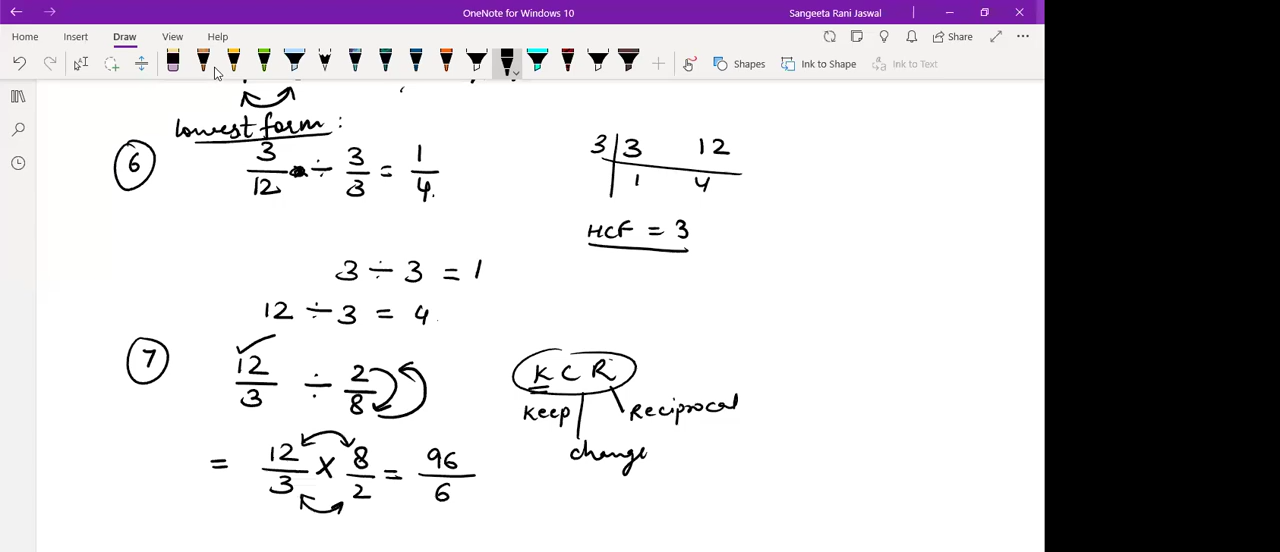 OneNote for Windows 10
Sangeeta Rani Jaswal
Home Insert Draw View Help
Share
Shapes Ink to Shape Ink to Text
lowest form :
6 3/12 ÷ 3/3 = 1/4
3 | 3 12
1 4
HCF = 3
3 ÷ 3 = 1
12 ÷ 3 = 4
7 12/3 ÷ 2/8
K C R
Keep Reciprocal
change
= 12/3 × 8/2 = 96/6